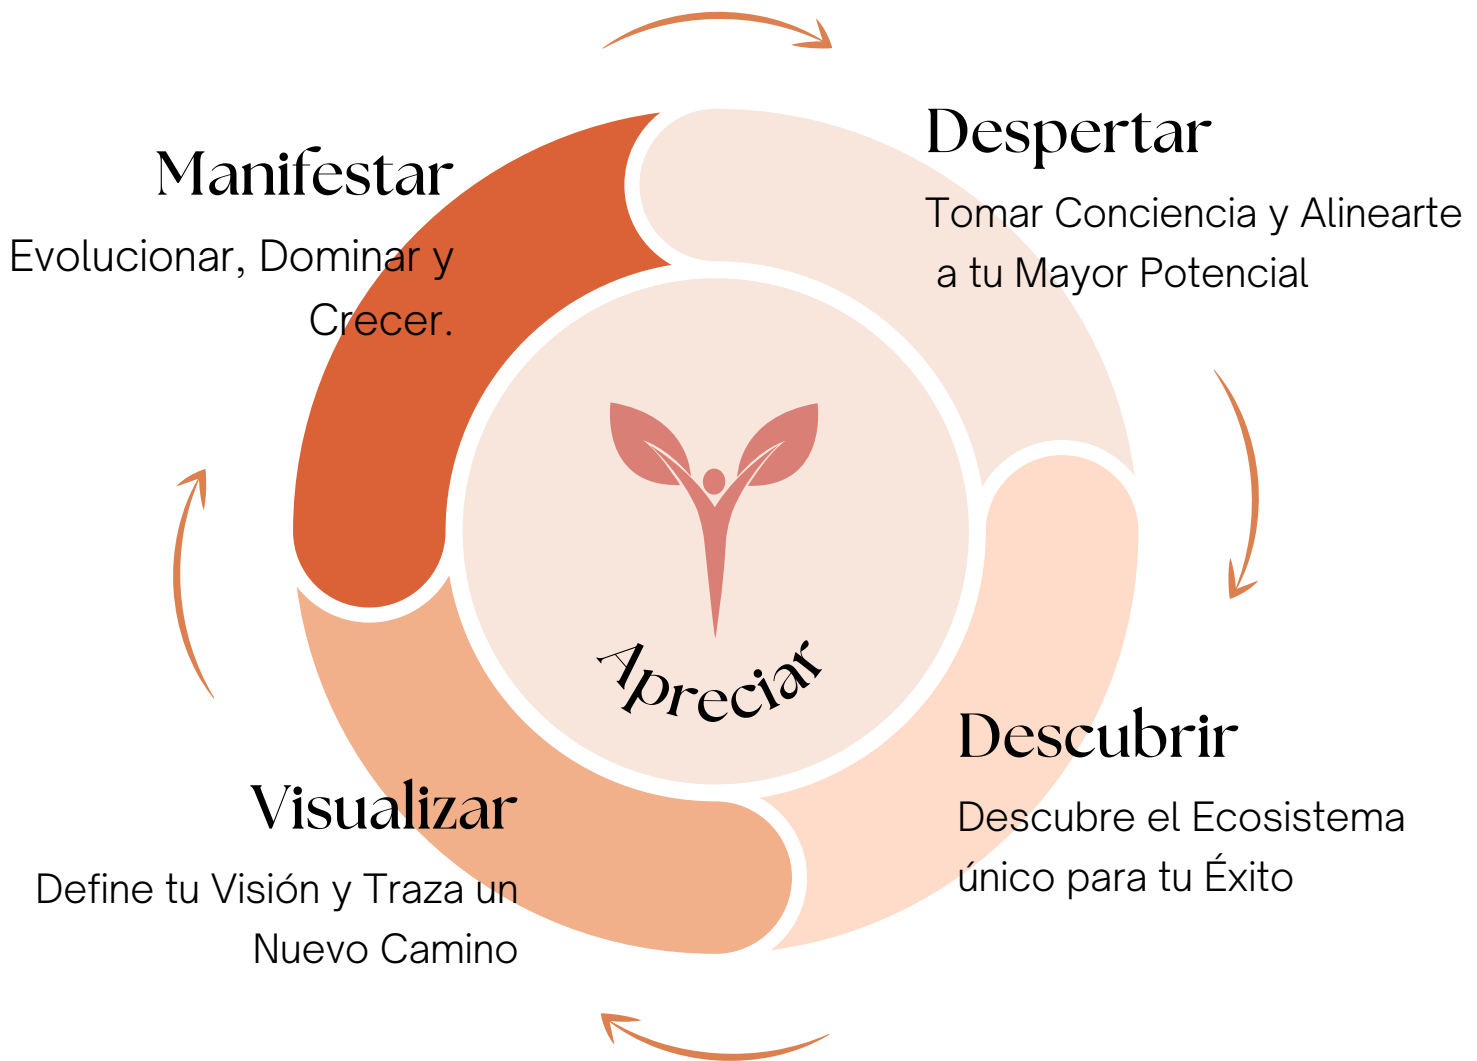 Despertar
Tomar Conciencia y Alinearte
a tu Mayor Potencial
Descubrir
Descubre el Ecosistema
único para tu Éxito
Visualizar
Define tu Visión y Traza un
Nuevo Camino
Manifestar
Evolucionar, Dominar y
Crecer.
Apreciar